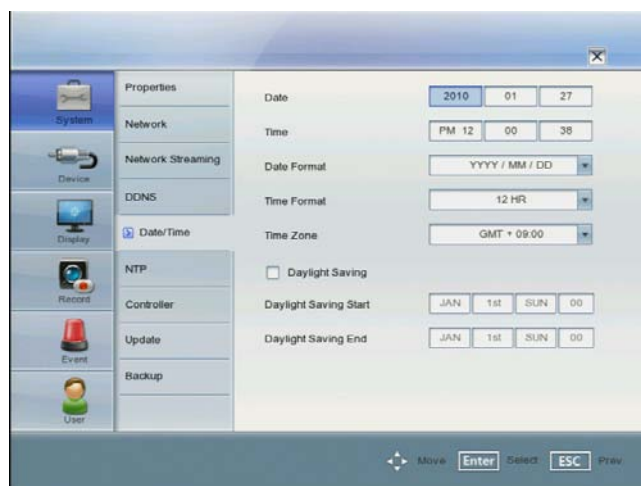 System
Device
Display
Record
Event
User
Properties
Network
Network Streaming
DDNS
Date/Time
NTP
Controller
Update
Backup
Date 2010 01 27
Time PM 12 00 38
Date Format YYYY / MM / DD
Time Format 12 HR
Time Zone GMT + 09:00
Daylight Saving
Daylight Saving Start JAN 1st SUN 00
Daylight Saving End JAN 1st SUN 00
Move Enter Select ESC Prev